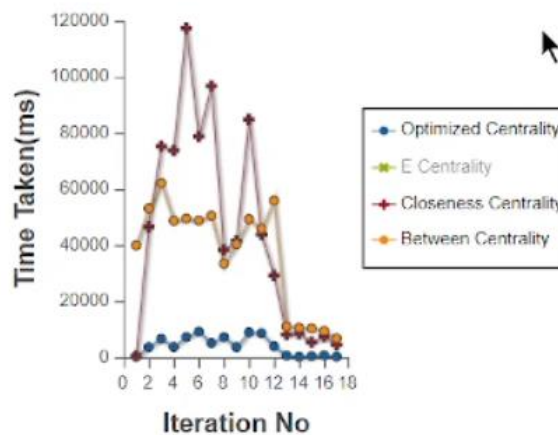 120000
100000
80000
60000
40000
20000
0
Time Taken(ms)
0 2 4 6 8 10 12 14 16 18
Iteration No
Optimized Centrality
E Centrality
Closeness Centrality
Between Centrality